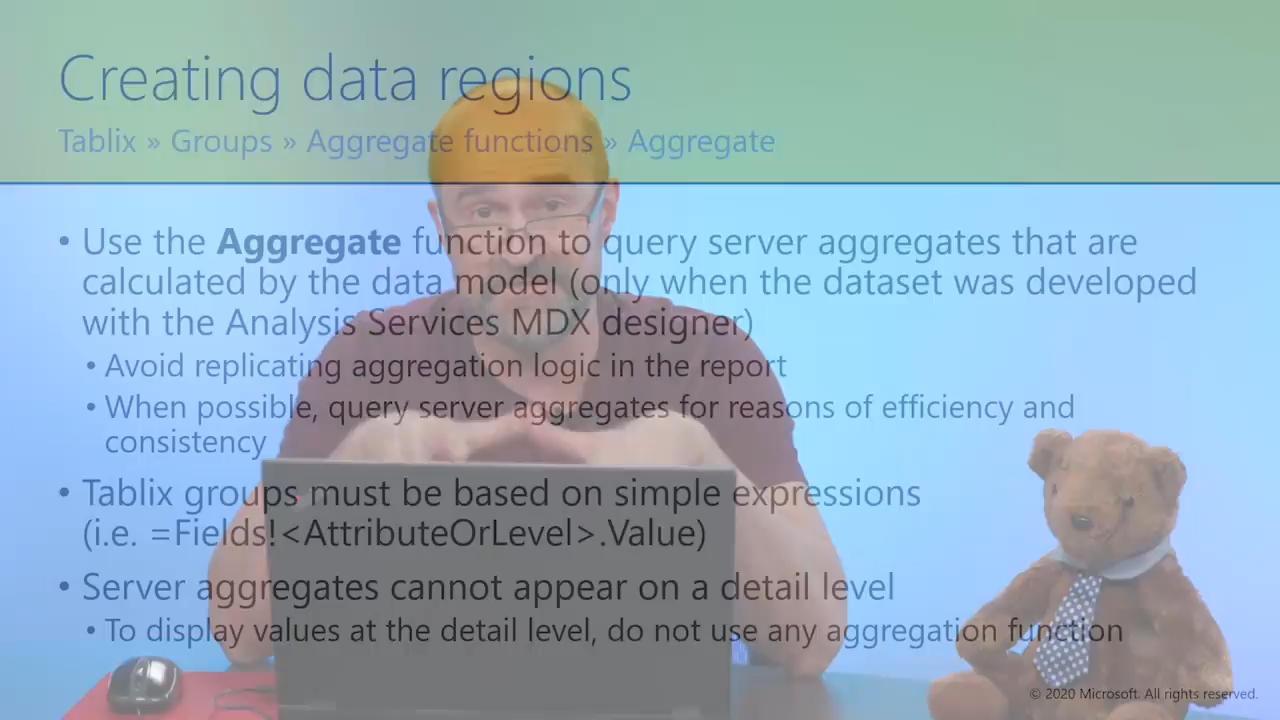 Creating data regions
Tablix » Groups » Aggregate functions » Aggregate
• Use the Aggregate function to query server aggregates that are
calculated by the data model (only when the dataset was developed
with the Analysis Services MDX designer)
• Avoid replicating aggregation logic in the report
• When possible, query server aggregates for reasons of efficiency and
consistency
• Tablix groups must be based on simple expressions
(i.e. =Fields!<AttributeOrLevel>.Value)
• Server aggregates cannot appear on a detail level
• To display values at the detail level, do not use any aggregation function
© 2020 Microsoft. All rights reserved.